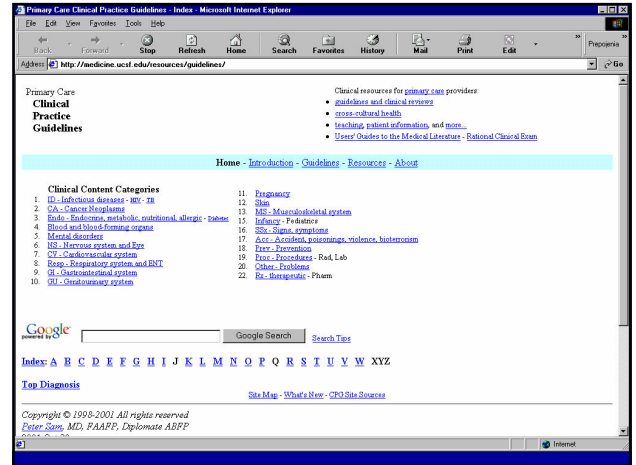 Primary Care Clinical Practice Guidelines - Index - Microsoft Internet Explorer
File Edit View Favorites Tools Help
Back Forward Stop Refresh Home Search Favorites History Mail Print Edit Prepojenia
Address http://medicine.ucsf.edu/resources/guidelines/ Go
Primary Care
Clinical
Practice
Guidelines
Clinical resources for primary care providers:
guidelines and clinical reviews
cross-cultural health
teaching, patient information, and more...
Users' Guides to the Medical Literature - Rational Clinical Exam
Home - Introduction - Guidelines - Resources - About
Clinical Content Categories
1. ID - Infectious diseases - HIV - TB
2. CA - Cancer Neoplasms
3. Endo - Endocrine, metabolic, nutritional, allergic - Diabetes
4. Blood and blood-forming organs
5. Mental disorders
6. NS - Nervous system and Eye
7. CV - Cardiovascular system
8. Resp - Respiratory system and ENT
9. GI - Gastrointestinal system
10. GU - Genitourinary system
11. Pregnancy
12. Skin
13. MS - Musculoskeletal system
15. Infancy - Pediatrics
16. SSx - Signs, symptoms
17. Acc - Accident, poisonings, violence, bioterrorism
18. Prev - Prevention
19. Proc - Procedures - Rad, Lab
20. Other - Problems
22. Rx - therapeutic - Pharm
Google
powered by
Google Search Search Tips
Index: A B C D E F G H I J K L M N O P Q R S T U V W XYZ
Top Diagnosis
Site Map - What's New - CPG Site Sources
Copyright © 1998-2001 All rights reserved
Peter Zam, MD, FAAFP, Diplomate ABFP
Internet